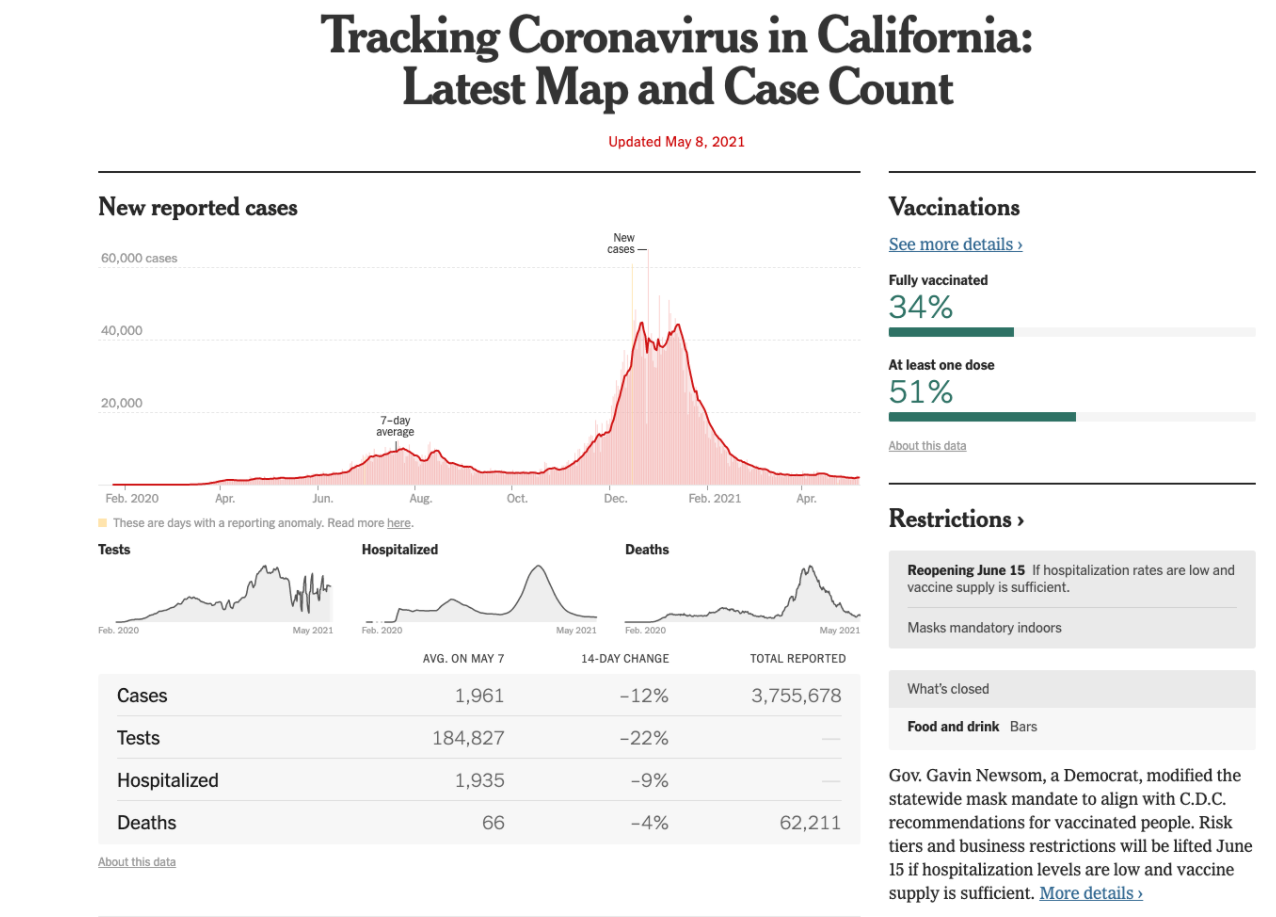 Tracking Coronavirus in California:
Latest Map and Case Count
Updated May 8, 2021
New reported cases
60,000 cases
40,000
20,000
New
cases
7–day
average
Feb. 2020 Apr. Jun. Aug. Oct. Dec. Feb. 2021 Apr.
These are days with a reporting anomaly. Read more here.
Tests
Feb. 2020 May 2021
Hospitalized
Feb. 2020 May 2021
Deaths
Feb. 2020 May 2021
AVG. ON MAY 7 14-DAY CHANGE TOTAL REPORTED
Cases 1,961 –12% 3,755,678
Tests 184,827 –22% —
Hospitalized 1,935 –9% —
Deaths 66 –4% 62,211
About this data
Vaccinations
See more details ›
Fully vaccinated
34%
At least one dose
51%
About this data
Restrictions ›
Reopening June 15 If hospitalization rates are low and
vaccine supply is sufficient.
Masks mandatory indoors
What's closed
Food and drink Bars
Gov. Gavin Newsom, a Democrat, modified the
statewide mask mandate to align with C.D.C.
recommendations for vaccinated people. Risk
tiers and business restrictions will be lifted June
15 if hospitalization levels are low and vaccine
supply is sufficient. More details ›